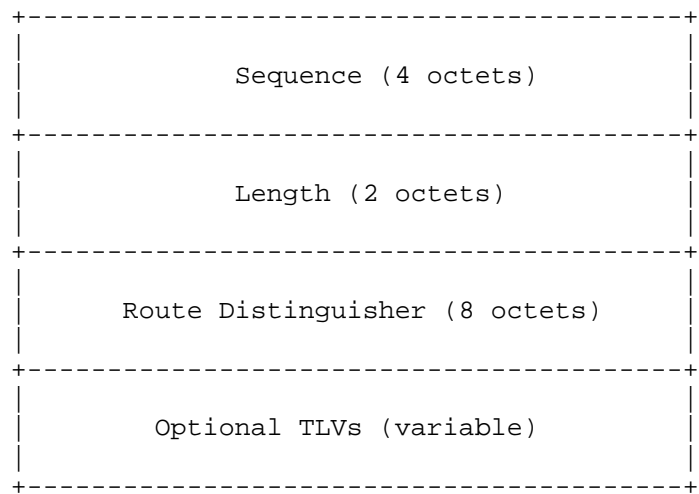 Sequence (4 octets)
Length (2 octets)
Route Distinguisher (8 octets)
Optional TLVs (variable)